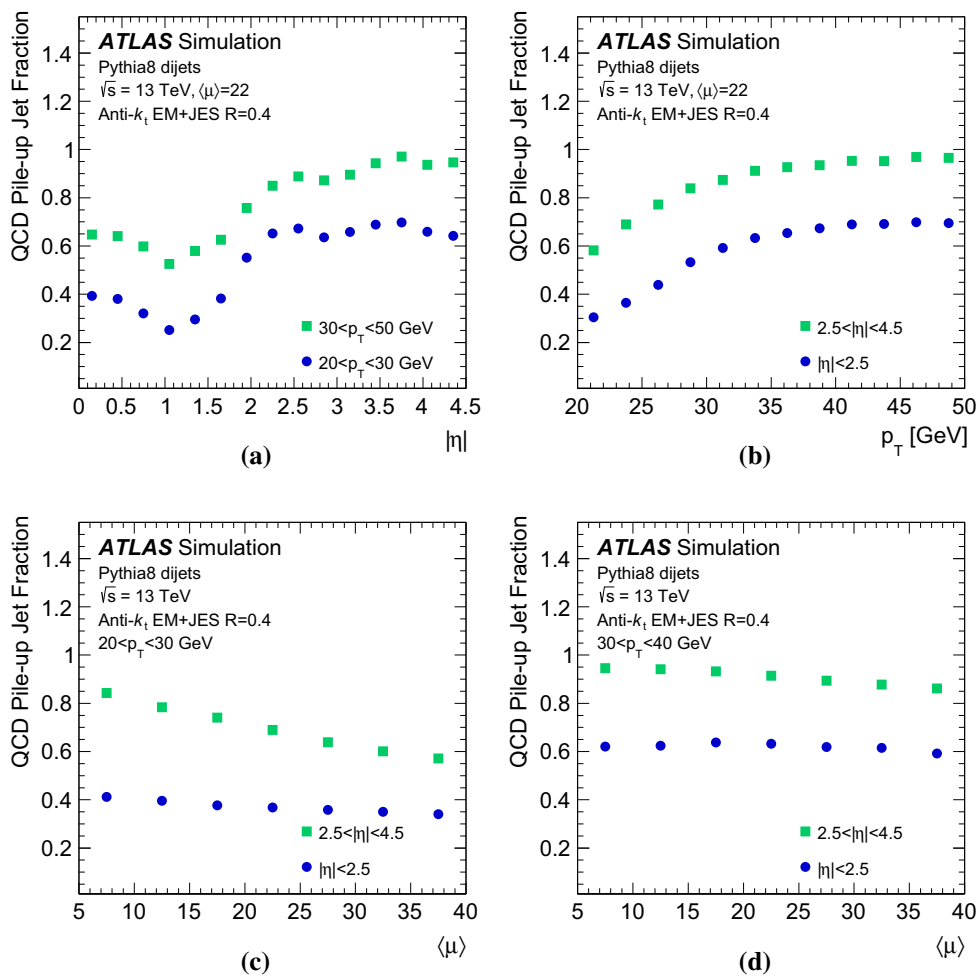 QCD Pile-up Jet Fraction
ATLAS Simulation
Pythia8 dijets
√s = 13 TeV, ⟨μ⟩=22
Anti-kt EM+JES R=0.4
1.4
1.2
1
0.8
0.6
0.4
0.2
30<pT<50 GeV
20<pT<30 GeV
0 0.5 1 1.5 2 2.5 3 3.5 4 4.5
|η|
(a)
QCD Pile-up Jet Fraction
ATLAS Simulation
Pythia8 dijets
√s = 13 TeV, ⟨μ⟩=22
Anti-kt EM+JES R=0.4
1.4
1.2
1
0.8
0.6
0.4
0.2
2.5<|η|<4.5
|η|<2.5
20 25 30 35 40 45 50
pT [GeV]
(b)
QCD Pile-up Jet Fraction
ATLAS Simulation
Pythia8 dijets
√s = 13 TeV
Anti-kt EM+JES R=0.4
20<pT<30 GeV
1.4
1.2
1
0.8
0.6
0.4
0.2
2.5<|η|<4.5
|η|<2.5
5 10 15 20 25 30 35 40
⟨μ⟩
(c)
QCD Pile-up Jet Fraction
ATLAS Simulation
Pythia8 dijets
√s = 13 TeV
Anti-kt EM+JES R=0.4
30<pT<40 GeV
1.4
1.2
1
0.8
0.6
0.4
0.2
2.5<|η|<4.5
|η|<2.5
5 10 15 20 25 30 35 40
⟨μ⟩
(d)